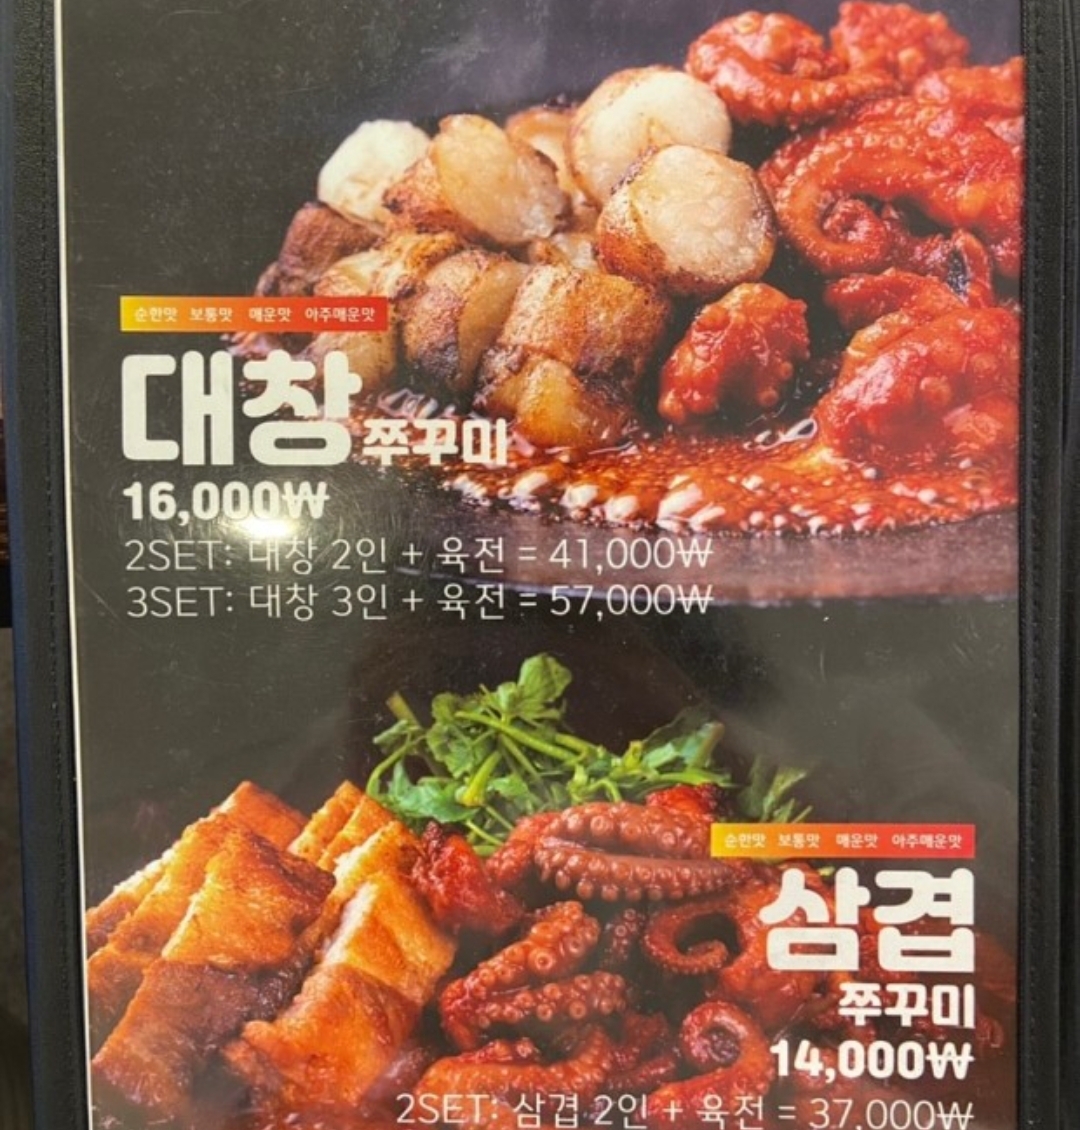 순한맛 보통맛 매운맛 아주매운맛
대창 쭈꾸미
16,000₩
2SET: 대창 2인 + 육전 = 41,000₩
3SET: 대창 3인 + 육전 = 57,000₩
순한맛 보통맛 매운맛 아주매운맛
삼겹
쭈꾸미
14,000₩
2SET: 삼겹 2인 + 육전 = 37,000₩